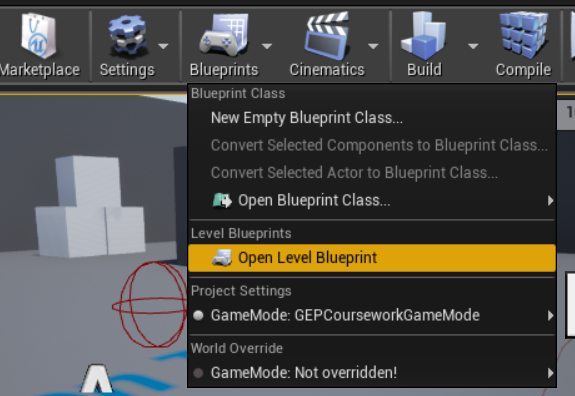 Marketplace
Settings
Blueprints
Cinematics
Build
Compile
Blueprint Class
New Empty Blueprint Class...
Convert Selected Components to Blueprint Class...
Convert Selected Actor to Blueprint Class...
Open Blueprint Class...
Level Blueprints
Open Level Blueprint
Project Settings
GameMode: GEPCourseworkGameMode
World Override
GameMode: Not overridden!